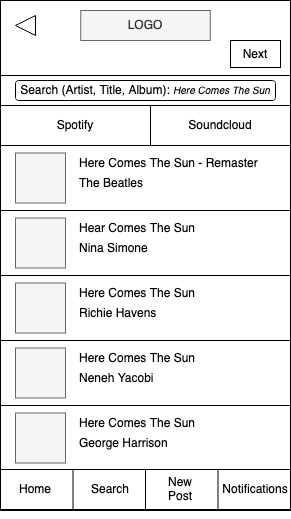 LOGO
Next
Search (Artist, Title, Album): Here Comes The Sun
Spotify
Soundcloud
Here Comes The Sun - Remaster
The Beatles
Hear Comes The Sun
Nina Simone
Here Comes The Sun
Richie Havens
Here Comes The Sun
Neneh Yacobi
Here Comes The Sun
George Harrison
Home
Search
New
Post
Notifications